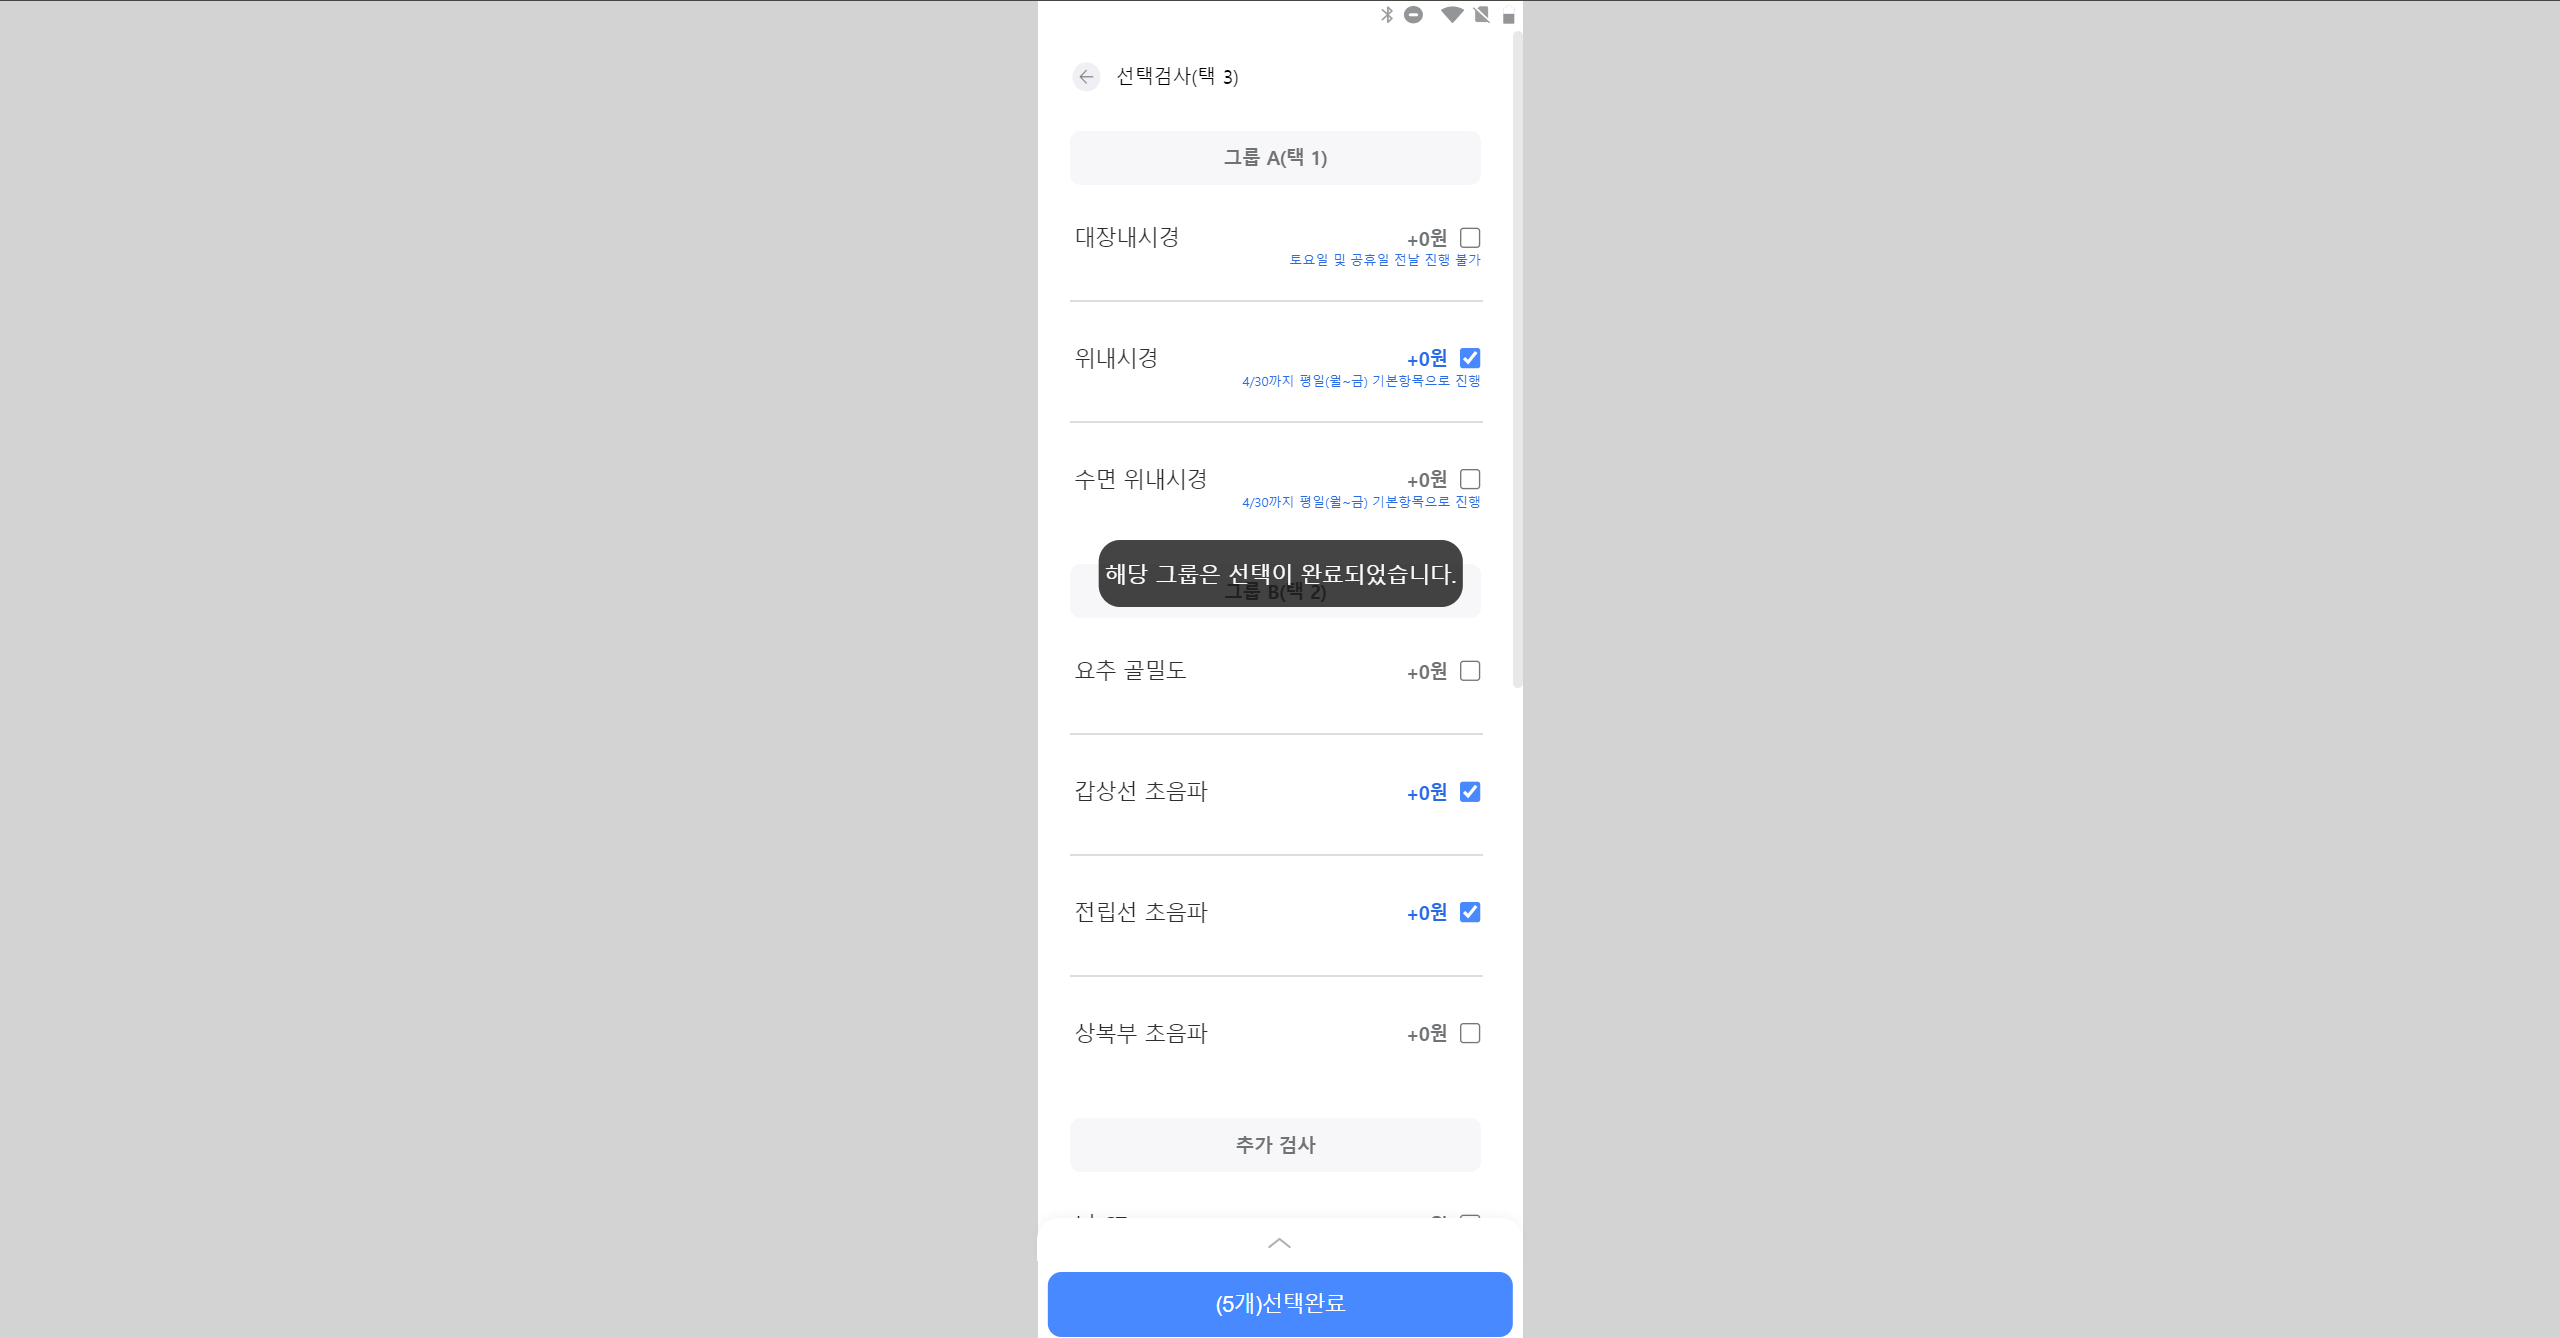 선택검사(택 3)
그룹 A(택 1)
대장내시경 +0원
토요일 및 공휴일 전날 진행 불가
위내시경 +0원
4/30까지 평일(월~금) 기본항목으로 진행
수면 위내시경 +0원
4/30까지 평일(월~금) 기본항목으로 진행
해당 그룹은 선택이 완료되었습니다.
그룹 B(택 2)
요추 골밀도 +0원
갑상선 초음파 +0원
전립선 초음파 +0원
상복부 초음파 +0원
추가 검사
(5개)선택완료